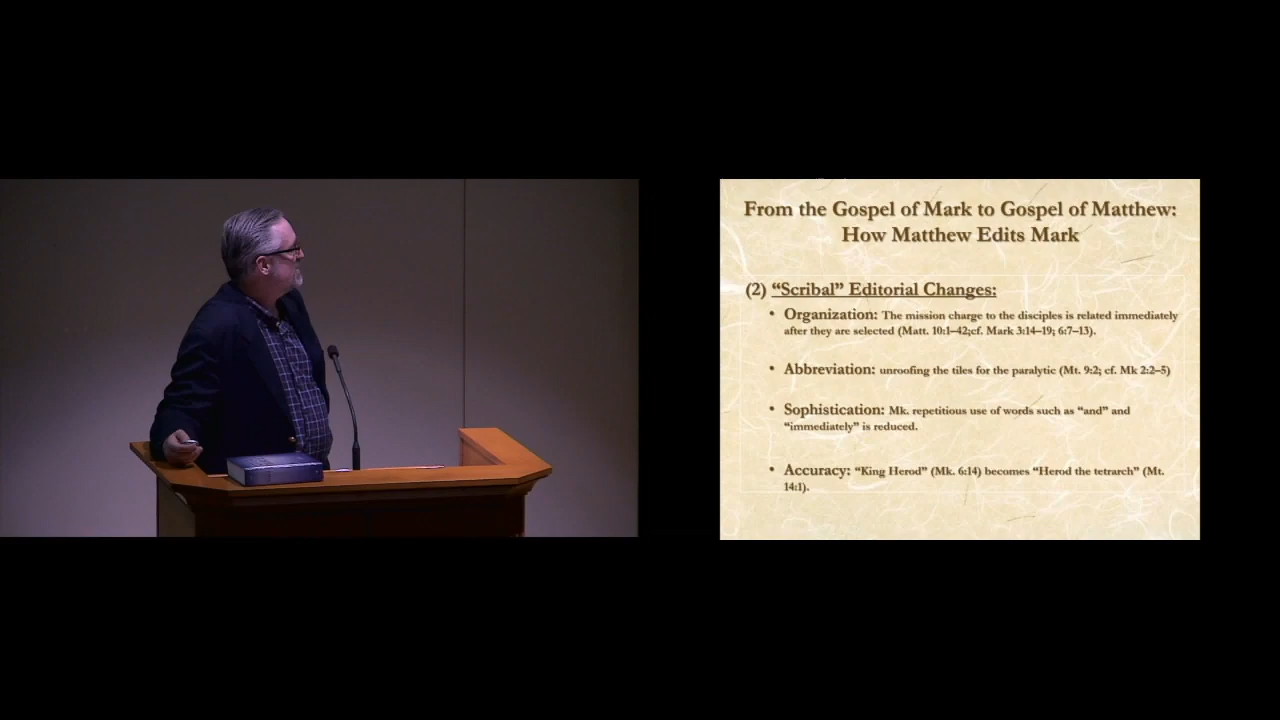 From the Gospel of Mark to Gospel of Matthew:
How Matthew Edits Mark
(2) “Scribal” Editorial Changes:
• Organization: The mission charge to the disciples is related immediately
after they are selected (Matt. 10:1–42;cf. Mark 3:14–19; 6:7–13).
• Abbreviation: unroofing the tiles for the paralytic (Mt. 9:2; cf. Mk 2:2–5)
• Sophistication: Mk. repetitious use of words such as “and” and
“immediately” is reduced.
• Accuracy: “King Herod” (Mk. 6:14) becomes “Herod the tetrarch” (Mt.
14:1).